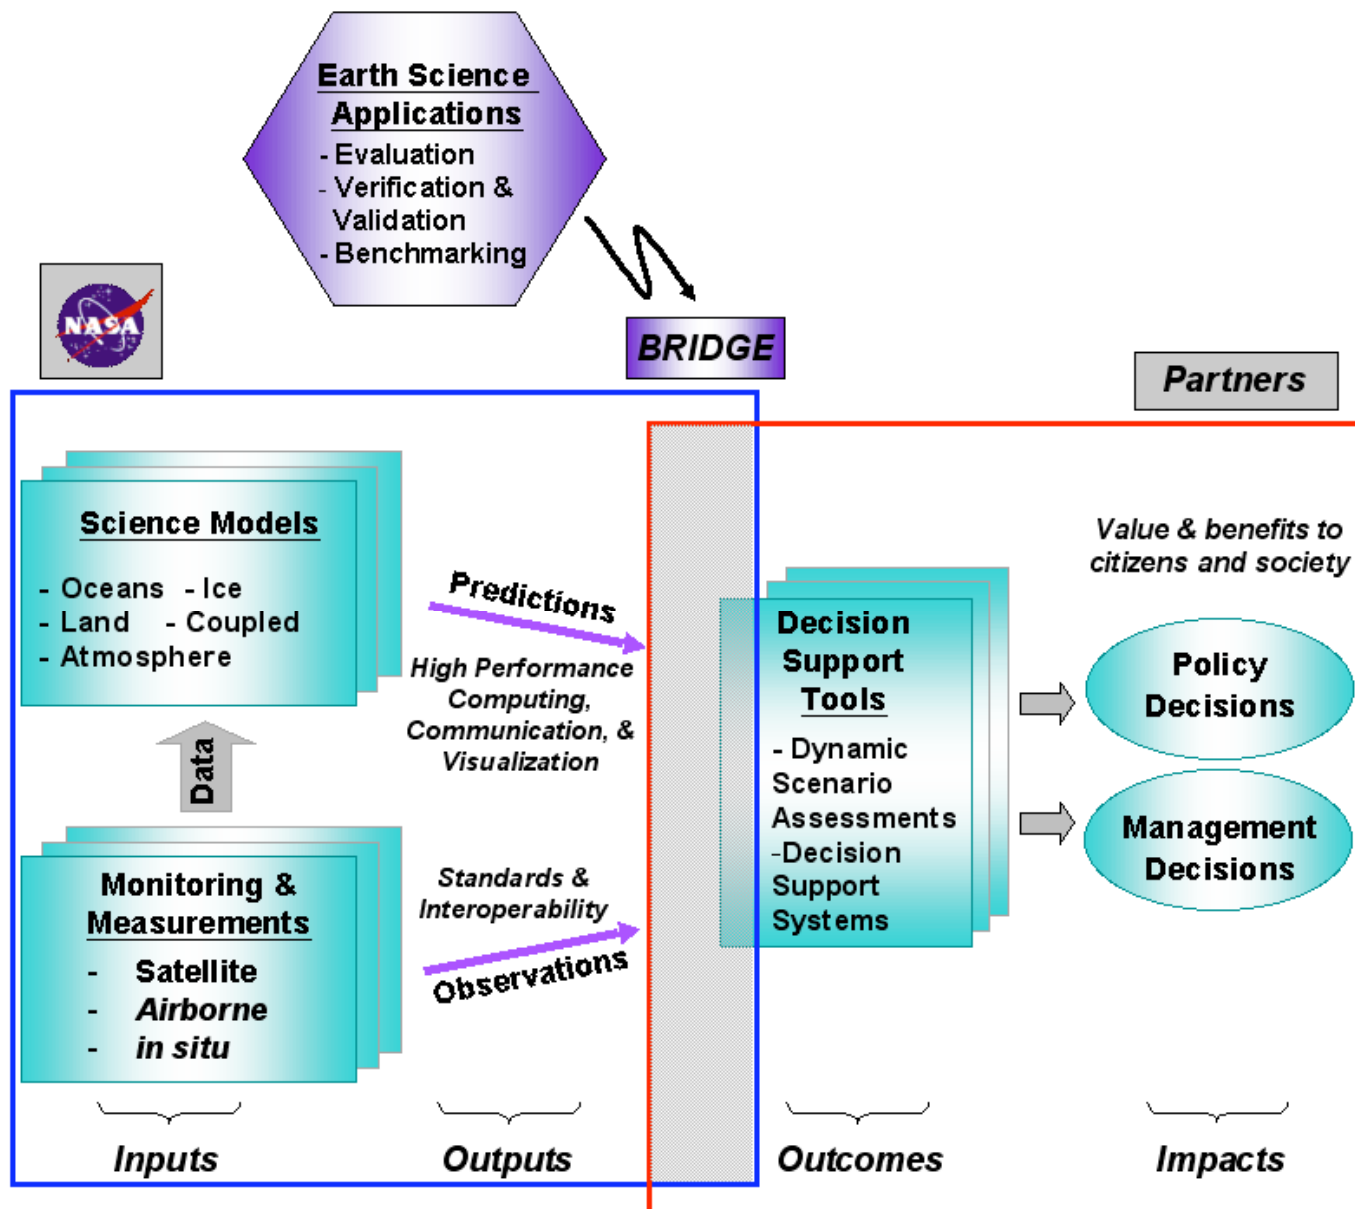 Earth Science
Applications
- Evaluation
- Verification &
Validation
- Benchmarking
NASA
BRIDGE
Partners
Science Models
- Oceans - Ice
- Land - Coupled
- Atmosphere
Data
Monitoring &
Measurements
- Satellite
- Airborne
- in situ
Predictions
High Performance
Computing,
Communication, &
Visualization
Standards &
Interoperability
Observations
Decision
Support
Tools
- Dynamic
Scenario
Assessments
-Decision
Support
Systems
Value & benefits to
citizens and society
Policy
Decisions
Management
Decisions
Inputs
Outputs
Outcomes
Impacts